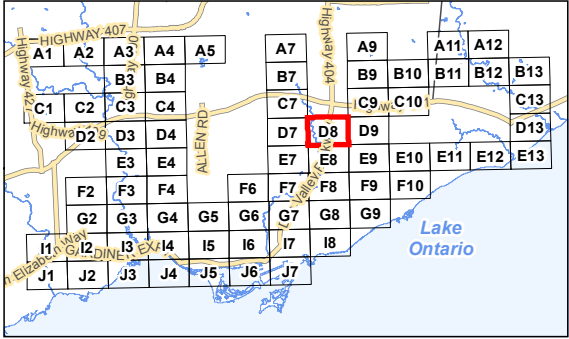 HIGHWAY 407
Highway 404
A1 A2 A3 A4 A5 A7 A9 A11 A12
Highway 427
B3 B4 B7 B9 B10 B11 B12 B13
C1 C2 C3 C4 C7 C9 C10 C13
D2 D3 D4 ALLEN RD D7 D8 D9 D13
E3 E4 E7 E8 E9 E10 E11 E12 E13
F2 F3 F4 F6 F7 F8 F9 F10
G2 G3 G4 G5 G6 G7 G8 G9
I1 I2 I3 I4 I5 I6 I7 I8
J1 J2 J3 J4 J5 J6 J7
Lake
Ontario